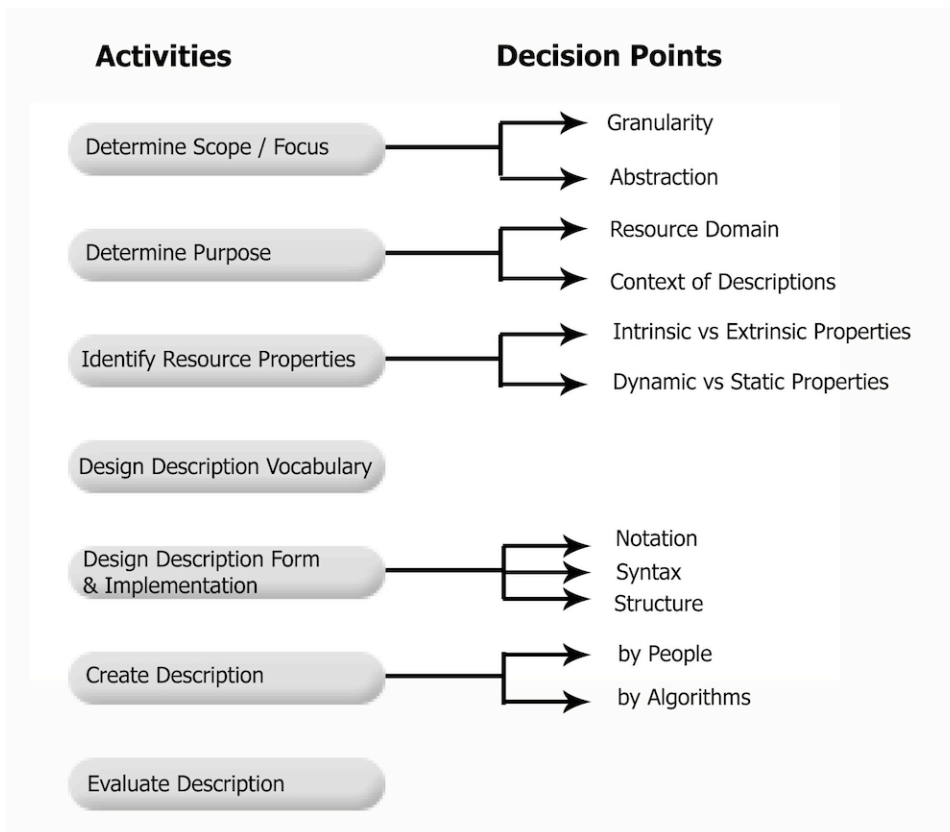 Activities
Decision Points
Determine Scope / Focus
Granularity
Abstraction
Determine Purpose
Resource Domain
Context of Descriptions
Identify Resource Properties
Intrinsic vs Extrinsic Properties
Dynamic vs Static Properties
Design Description Vocabulary
Design Description Form
& Implementation
Notation
Syntax
Structure
Create Description
by People
by Algorithms
Evaluate Description